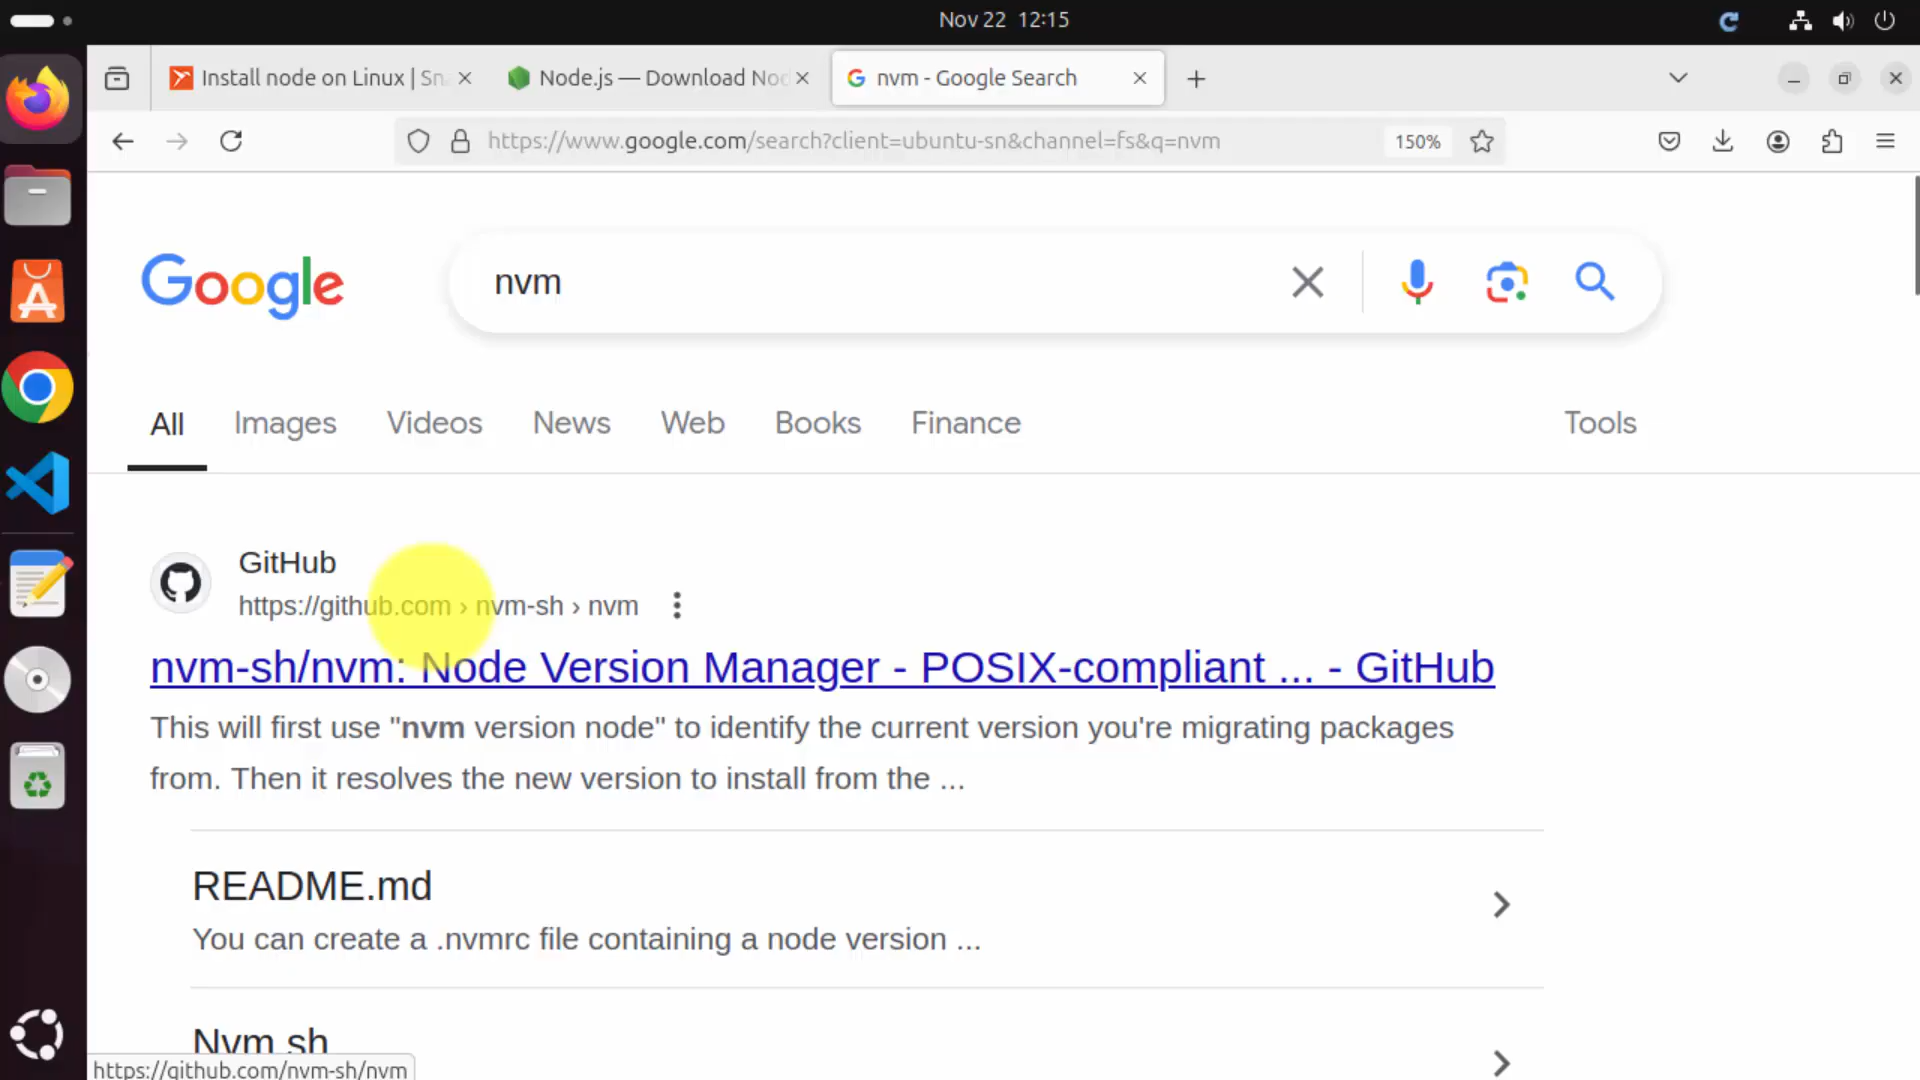 Nov 22 12:15
Install node on Linux | Sna
Node.js — Download Nod
nvm - Google Search
https://www.google.com/search?client=ubuntu-sn&channel=fs&q=nvm
150%
Google
nvm
All
Images
Videos
News
Web
Books
Finance
Tools
GitHub
https://github.com › nvm-sh › nvm
nvm-sh/nvm: Node Version Manager - POSIX-compliant ... - GitHub
This will first use "nvm version node" to identify the current version you're migrating packages
from. Then it resolves the new version to install from the ...
README.md
You can create a .nvmrc file containing a node version ...
Nvm.sh
https://github.com/nvm-sh/nvm